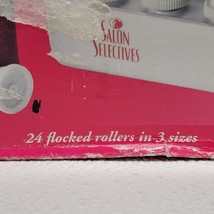 SALON
SELECTIVES
24 flocked rollers in 3 sizes